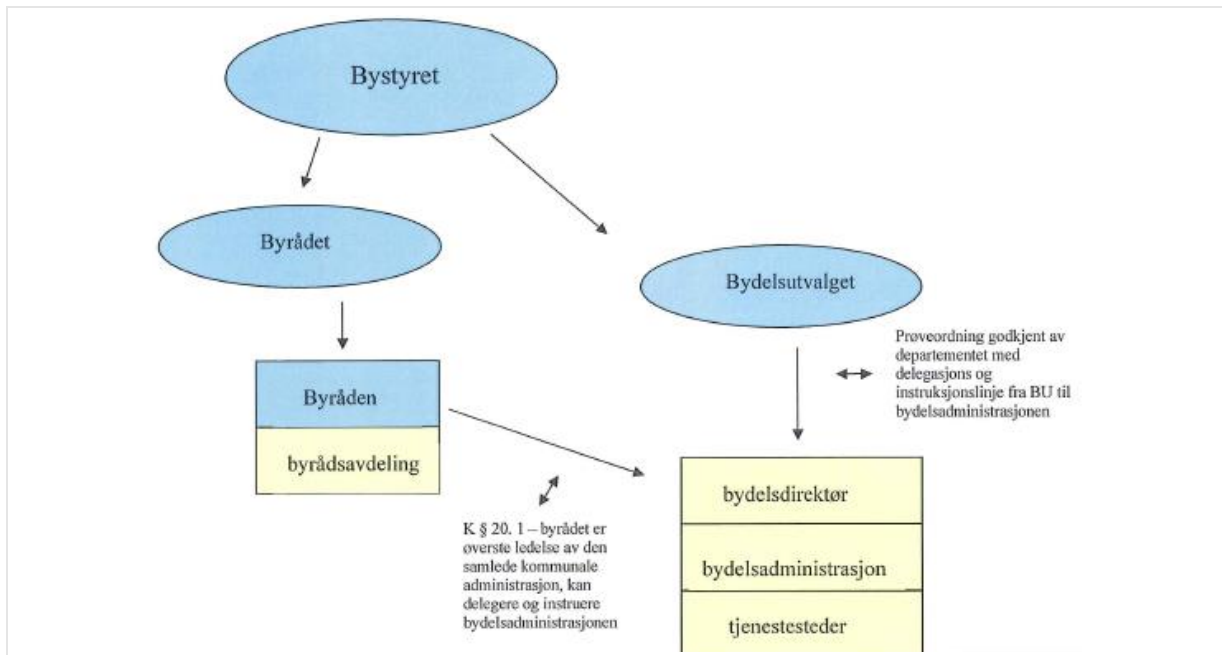 Bystyret
Byrådet
Bydelsutvalget
Prøveordning godkjent av
departementet med
delegasjons og
instruksjonslinje fra BU til
bydelsadministrasjonen
Byråden
byrådsavdeling
K § 20. 1 – byrådet er
øverste ledelse av den
samlede kommunale
administrasjon, kan
delegere og instruere
bydelsadministrasjonen
bydelsdirektør
bydelsadministrasjon
tjenestesteder